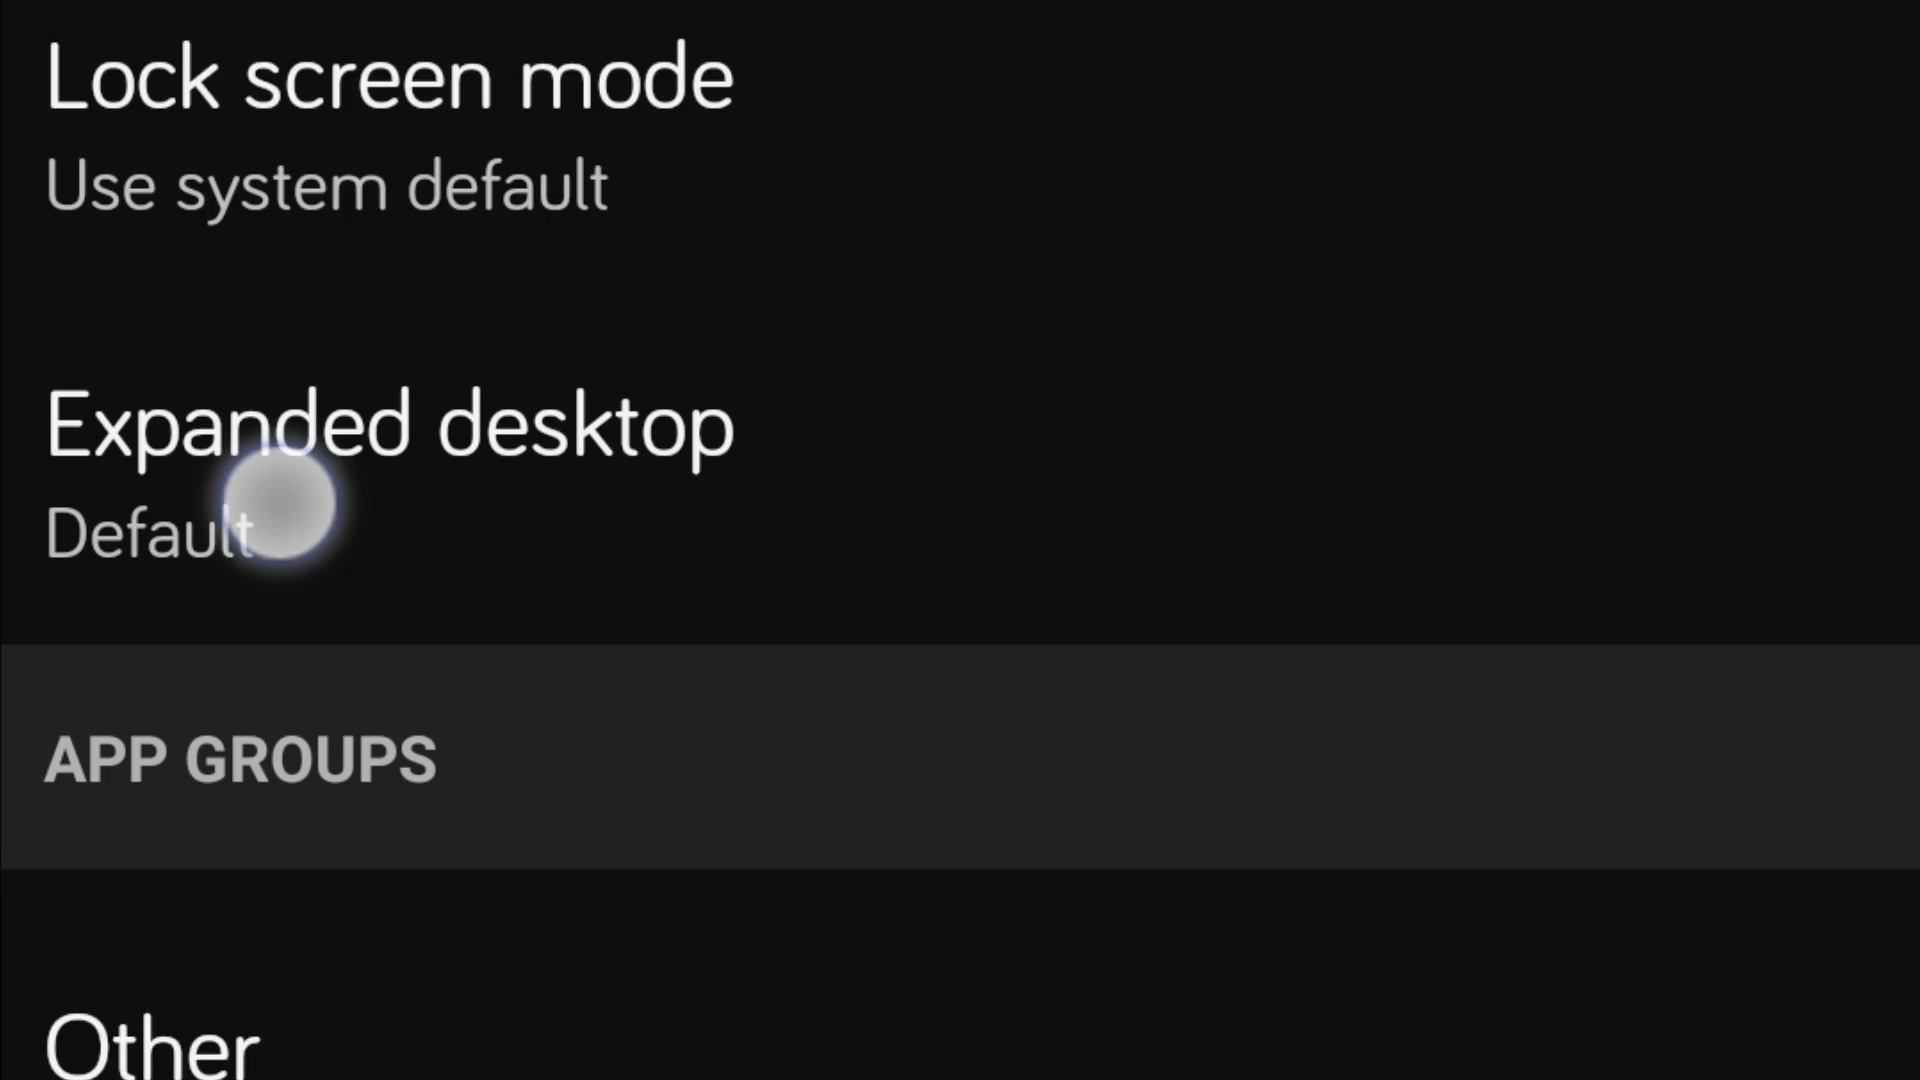 Lock screen mode
Use system default
Expanded desktop
Default
APP GROUPS
Other